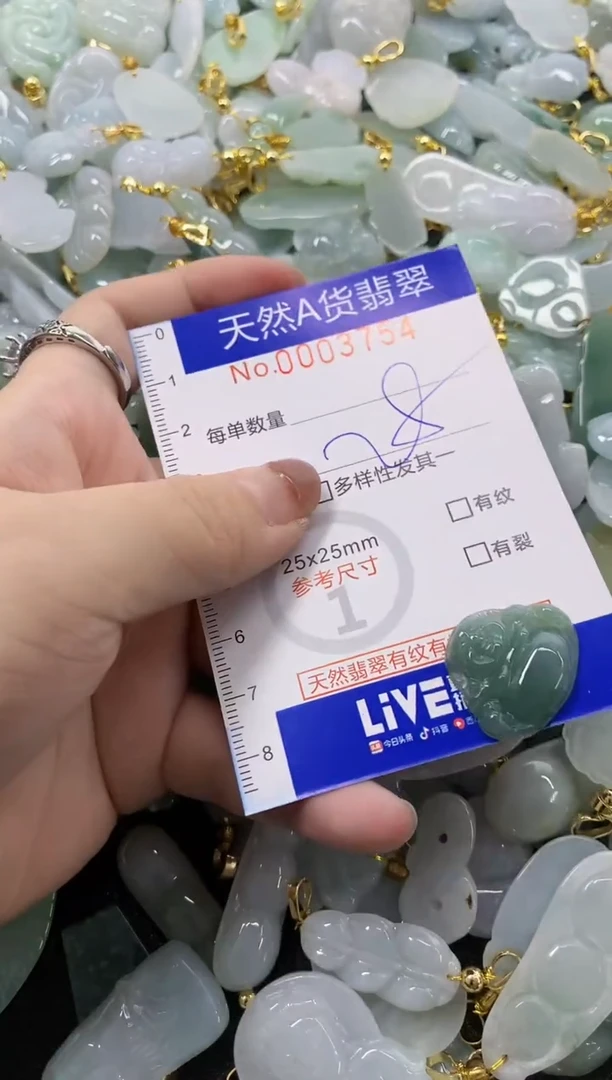 天然A货翡翠
No.0003754
0
1
2
每单数量
多样性发其一
有纹
25x25mm
有裂
参考尺寸
1
6
天然翡翠有纹有
7
LiVE
8
今日头条 抖音